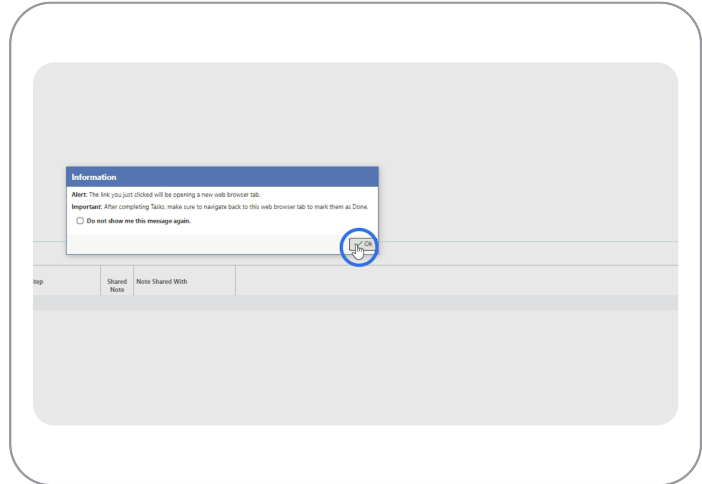 Information
Alert: The link you just clicked will be opening a new web browser tab.
Important: After completing Tasks, make sure to navigate back to this web browser tab to mark them as Done.
Do not show me this message again.
Ok
Step Shared Note Shared With
Note